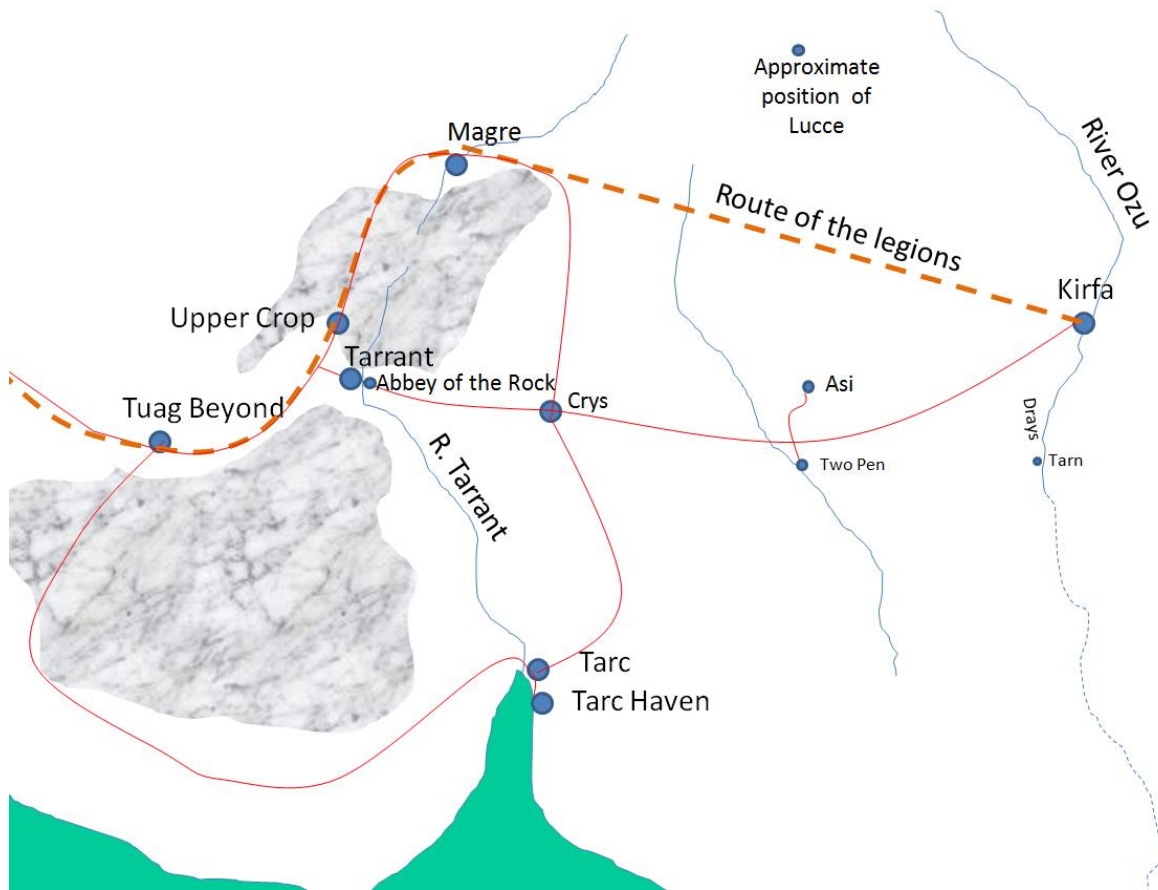 Approximate
position of
Lucce
Magre
River Ozu
Route of the legions
Kirfa
Upper Crop
Tarrant
Abbey of the Rock
Asi
Crys
Tuag Beyond
Drays
R. Tarrant
Two Pen
Tarn
Tarc
Tarc Haven